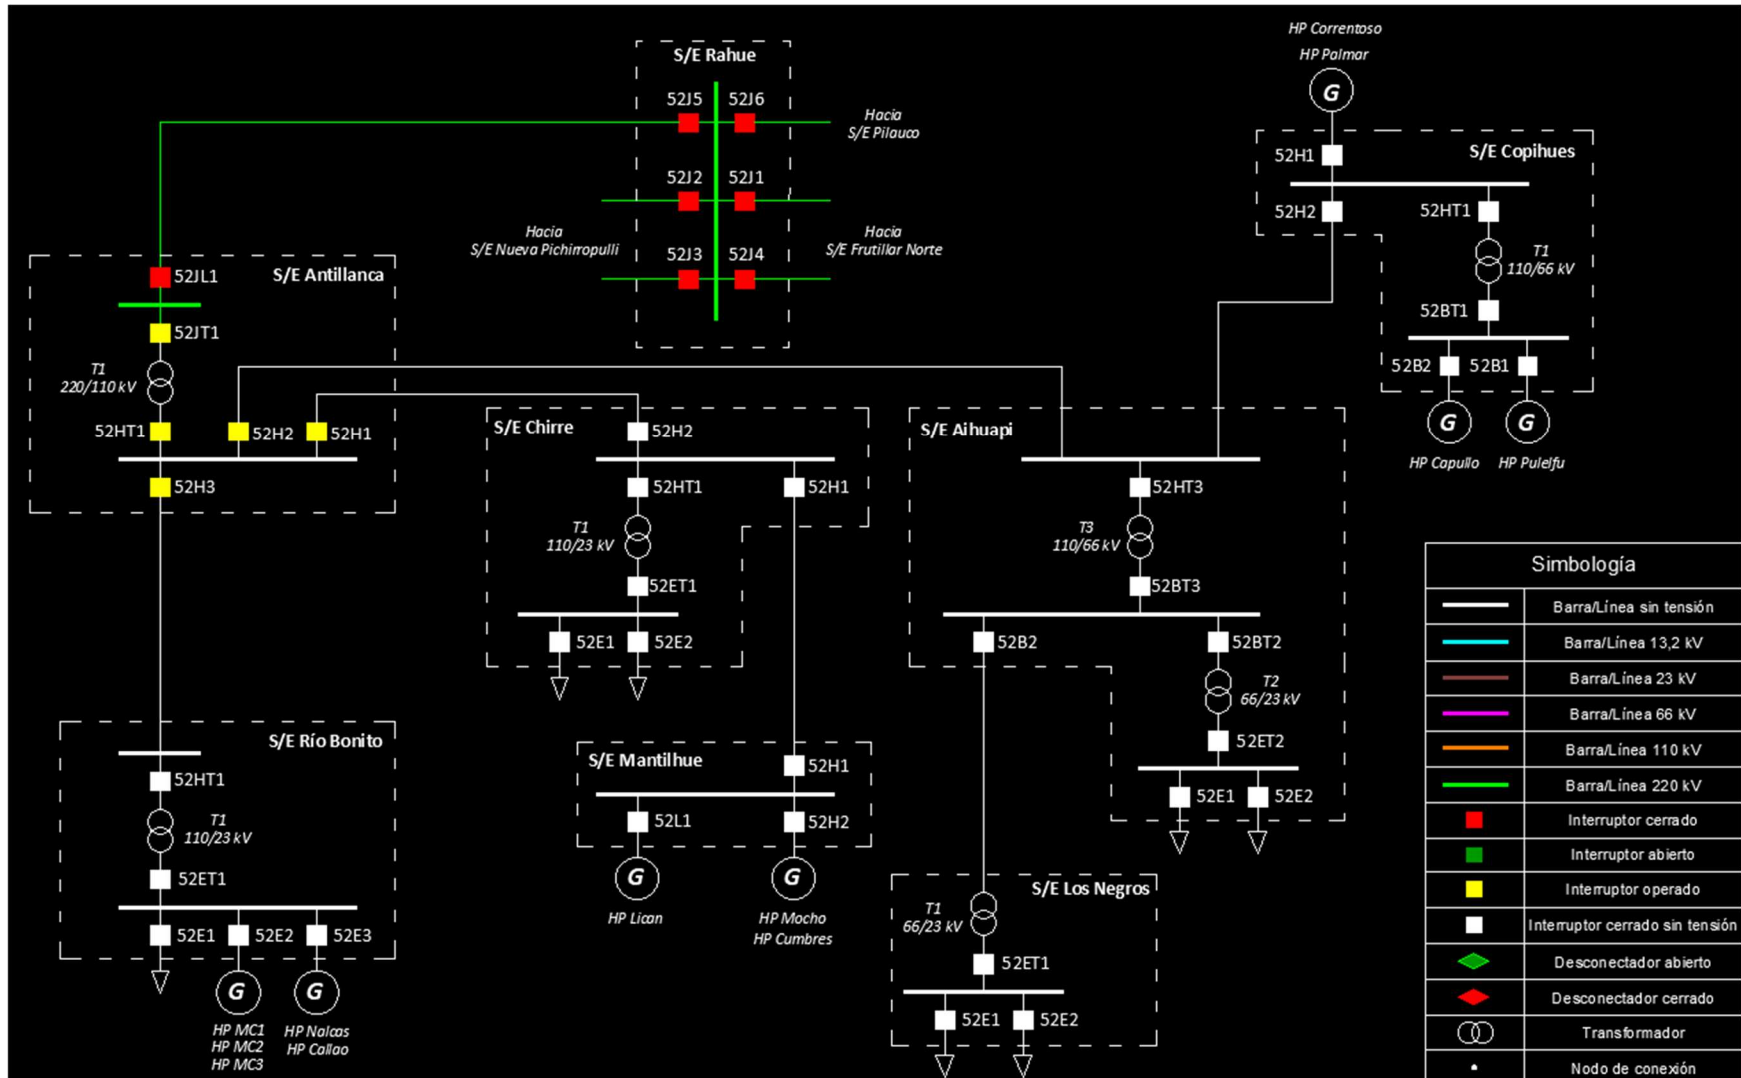 S/E Rahue
52J5
52J6
Hacia
S/E Pilauco
52J2
52J1
Hacia
S/E Nueva Pichirropulli
Hacia
S/E Frutillar Norte
52J3
52J4
HP Correntoso
HP Palmar
G
S/E Copihues
52H1
52H2
52HT1
T1
110/66 kV
52BT1
52B2
52B1
G
G
HP Capullo
HP Pulelfu
S/E Antillanca
52JL1
52JT1
T1
220/110 kV
52HT1
52H2
52H1
52H3
S/E Chirre
52H2
52HT1
52H1
T1
110/23 kV
52ET1
52E1
52E2
S/E Aihuapi
52HT3
T3
110/66 kV
52BT3
52B2
52BT2
T2
66/23 kV
52ET2
52E1
52E2
S/E Río Bonito
52HT1
T1
110/23 kV
52ET1
52E1
52E2
52E3
G
G
HP MC1
HP MC2
HP MC3
HP Nalcas
HP Callao
S/E Mantilhue
52H1
52L1
52H2
G
G
HP Lican
HP Mocho
HP Cumbres
S/E Los Negros
T1
66/23 kV
52ET1
52E1
52E2
Simbología
Barra/Línea sin tensión
Barra/Línea 13,2 kV
Barra/Línea 23 kV
Barra/Línea 66 kV
Barra/Línea 110 kV
Barra/Línea 220 kV
Interruptor cerrado
Interruptor abierto
Interruptor operado
Interruptor cerrado sin tensión
Desconectador abierto
Desconectador cerrado
Transformador
Nodo de conexión